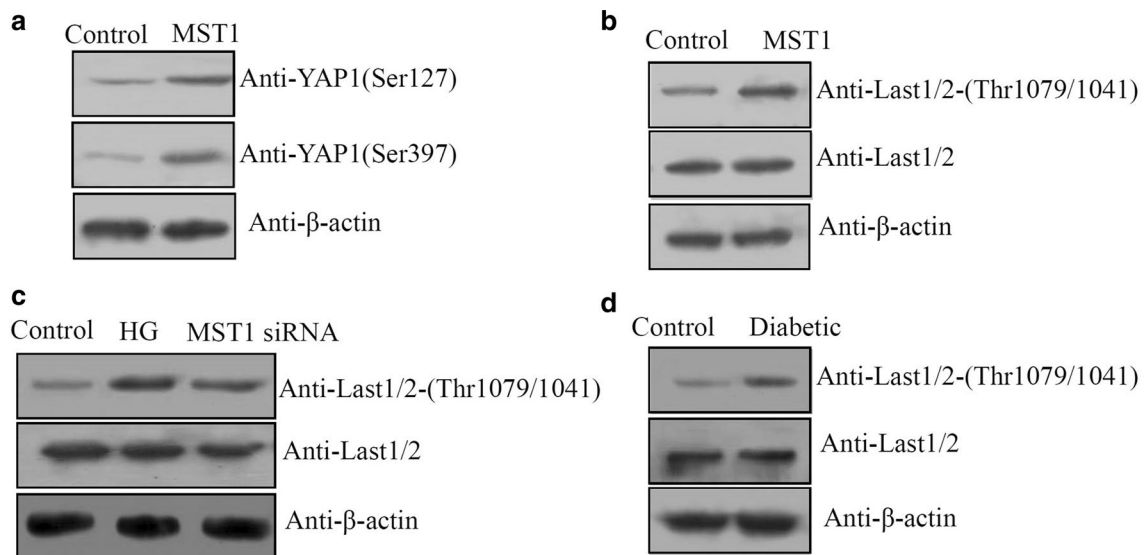 a
Control MST1
Anti-YAP1(Ser127)
Anti-YAP1(Ser397)
Anti-β-actin
b
Control MST1
Anti-Last1/2-(Thr1079/1041)
Anti-Last1/2
Anti-β-actin
c
Control HG MST1 siRNA
Anti-Last1/2-(Thr1079/1041)
Anti-Last1/2
Anti-β-actin
d
Control Diabetic
Anti-Last1/2-(Thr1079/1041)
Anti-Last1/2
Anti-β-actin